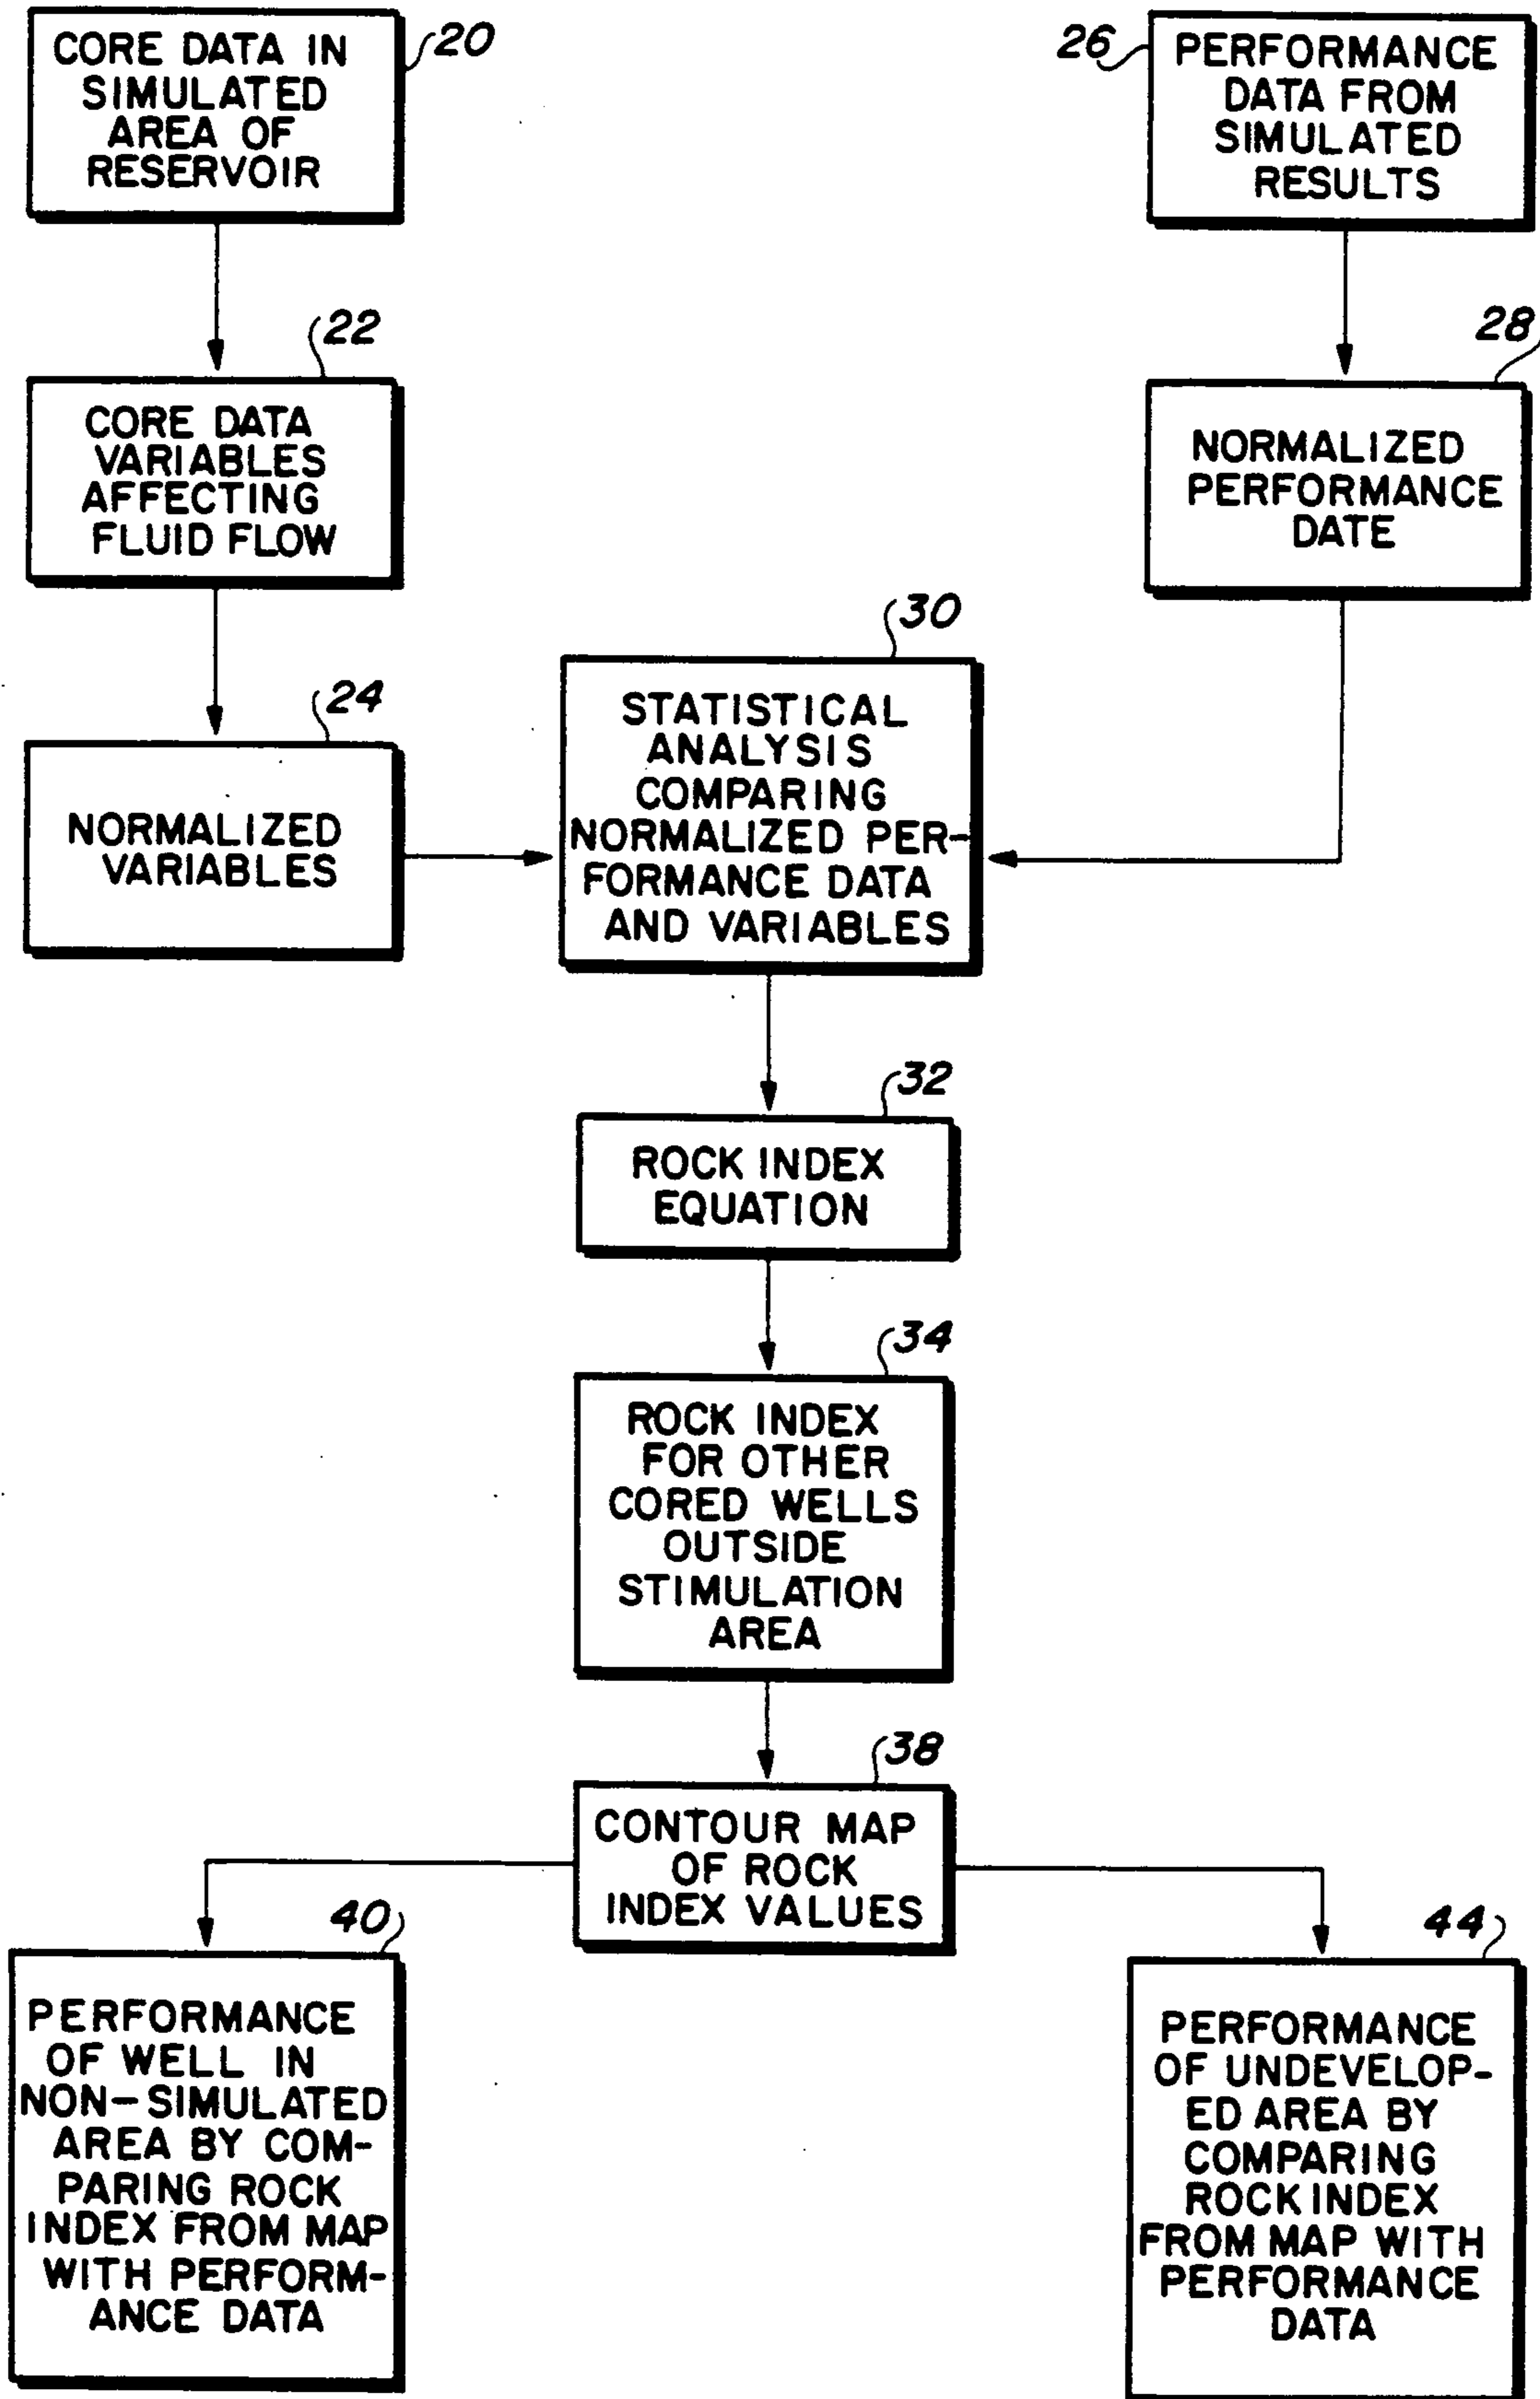 20
CORE DATA IN
SIMULATED
AREA OF
RESERVOIR
26
PERFORMANCE
DATA FROM
SIMULATED
RESULTS
22
CORE DATA
VARIABLES
AFFECTING
FLUID FLOW
28
NORMALIZED
PERFORMANCE
DATE
24
NORMALIZED
VARIABLES
30
STATISTICAL
ANALYSIS
COMPARING
NORMALIZED PER-
FORMANCE DATA
AND VARIABLES
32
ROCK INDEX
EQUATION
34
ROCK INDEX
FOR OTHER
CORED WELLS
OUTSIDE
STIMULATION
AREA
38
CONTOUR MAP
OF ROCK
INDEX VALUES
40
PERFORMANCE
OF WELL IN
NON-SIMULATED
AREA BY COM-
PARING ROCK
INDEX FROM MAP
WITH PERFORM-
ANCE DATA
44
PERFORMANCE
OF UNDEVELOP-
ED AREA BY
COMPARING
ROCK INDEX
FROM MAP WITH
PERFORMANCE
DATA